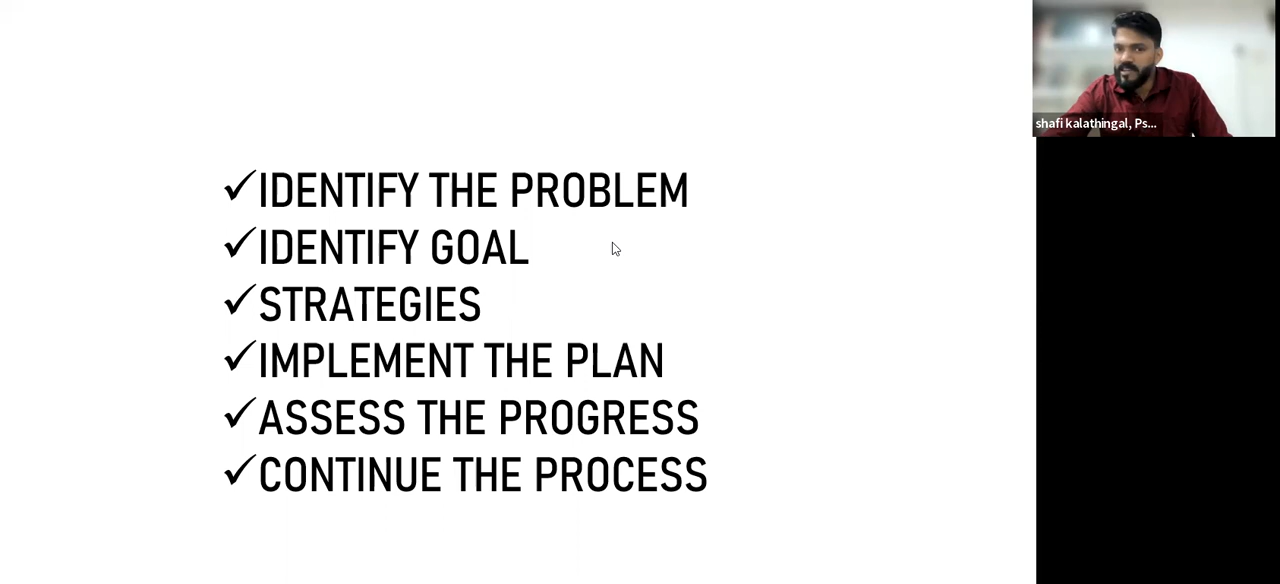 ✓IDENTIFY THE PROBLEM
✓IDENTIFY GOAL
✓STRATEGIES
✓IMPLEMENT THE PLAN
✓ASSESS THE PROGRESS
✓CONTINUE THE PROCESS
shafi kalathingal, Ps...